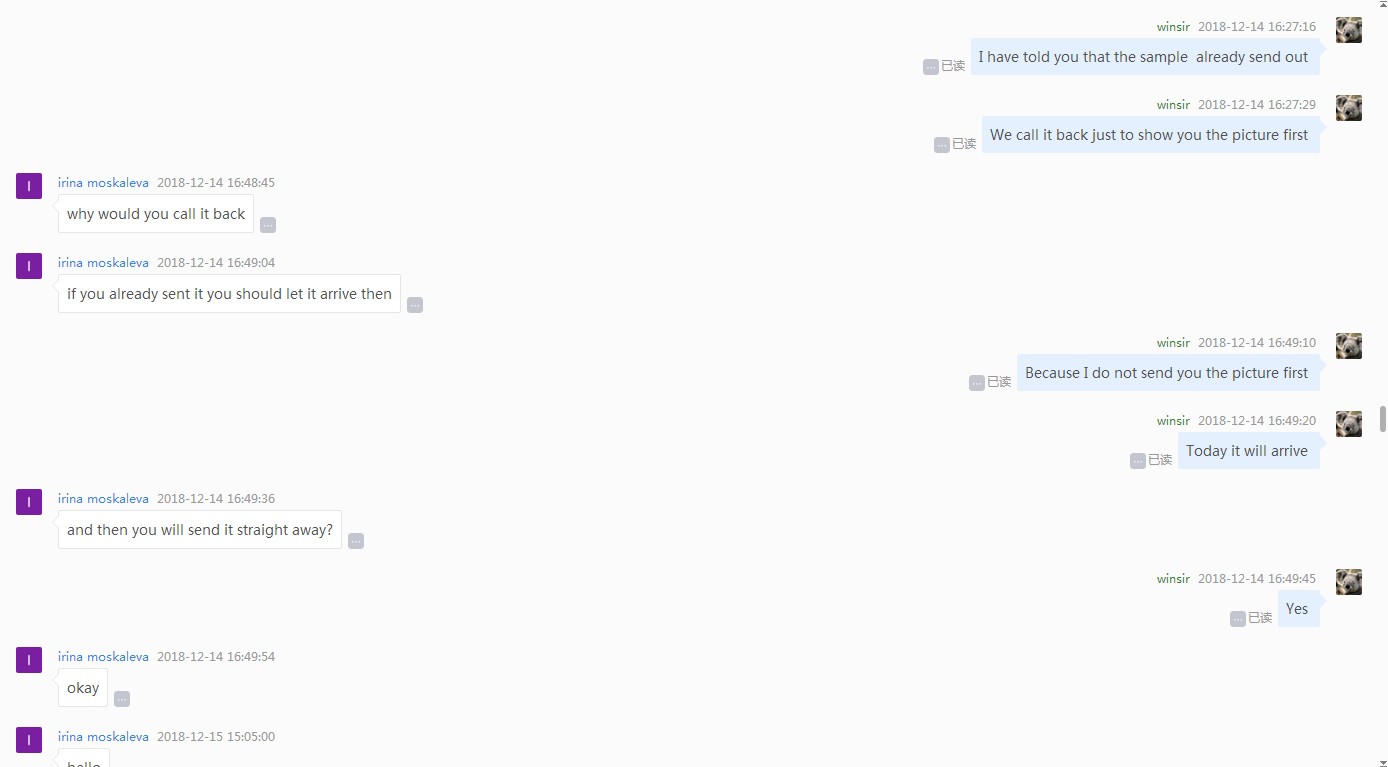 winsir 2018-12-14 16:27:16
I have told you that the sample  already send out
... 已读
winsir 2018-12-14 16:27:29
We call it back just to show you the picture first
... 已读
I
irina moskaleva 2018-12-14 16:48:45
why would you call it back
...
I
irina moskaleva 2018-12-14 16:49:04
if you already sent it you should let it arrive then
...
winsir 2018-12-14 16:49:10
Because I do not send you the picture first
... 已读
winsir 2018-12-14 16:49:20
Today it will arrive
... 已读
I
irina moskaleva 2018-12-14 16:49:36
and then you will send it straight away?
...
winsir 2018-12-14 16:49:45
Yes
... 已读
I
irina moskaleva 2018-12-14 16:49:54
okay
...
I
irina moskaleva 2018-12-15 15:05:00
hello